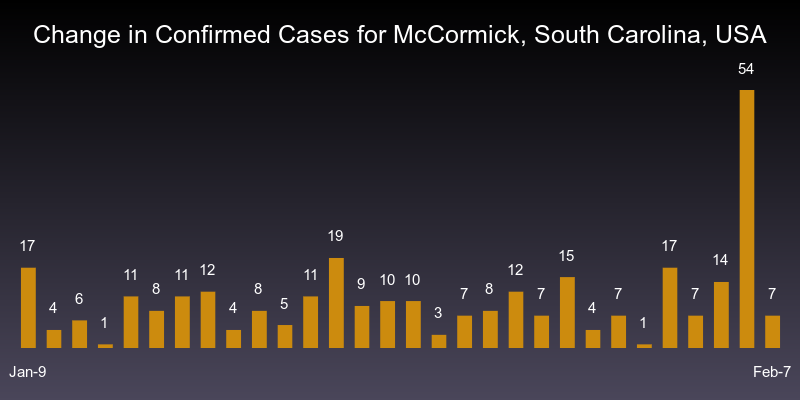 Change in Confirmed Cases for McCormick, South Carolina, USA
54
19
17 17
15
14
11 11 12 11 12
8 8 9 10 10 8
4 6 4 5 7 7 4 7 7 7
1 3 1
Jan-9 Feb-7